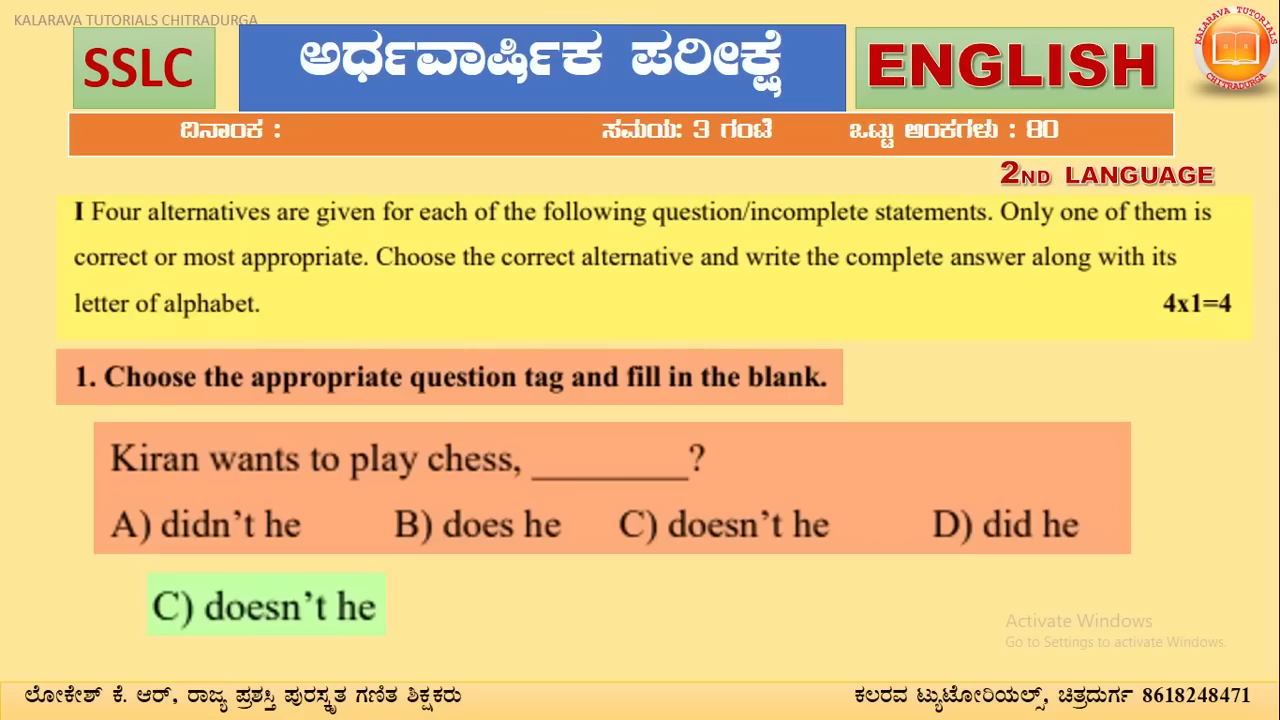 KALARAVA TUTORIALS CHITRADURGA
SSLC
ಅರ್ಧವಾರ್ಷಿಕ ಪರೀಕ್ಷೆ
ENGLISH
KALARAVA TUTORIALS
CHITRADURGA
ದಿನಾಂಕ : ಸಮಯ: 3 ಗಂಟೆ ಒಟ್ಟು ಅಂಕಗಳು : 80
2ND LANGUAGE
I Four alternatives are given for each of the following question/incomplete statements. Only one of them is
correct or most appropriate. Choose the correct alternative and write the complete answer along with its
letter of alphabet. 4x1=4
1. Choose the appropriate question tag and fill in the blank.
Kiran wants to play chess, ________?
A) didn’t he B) does he C) doesn’t he D) did he
C) doesn’t he
Activate Windows
Go to Settings to activate Windows.
ಲೋಕೇಶ್ ಕೆ. ಆರ್, ರಾಜ್ಯ ಪ್ರಶಸ್ತಿ ಪುರಸ್ಕೃತ ಗಣಿತ ಶಿಕ್ಷಕರು
ಕಲರವ ಟ್ಯುಟೋರಿಯಲ್ಸ್, ಚಿತ್ರದುರ್ಗ 8618248471